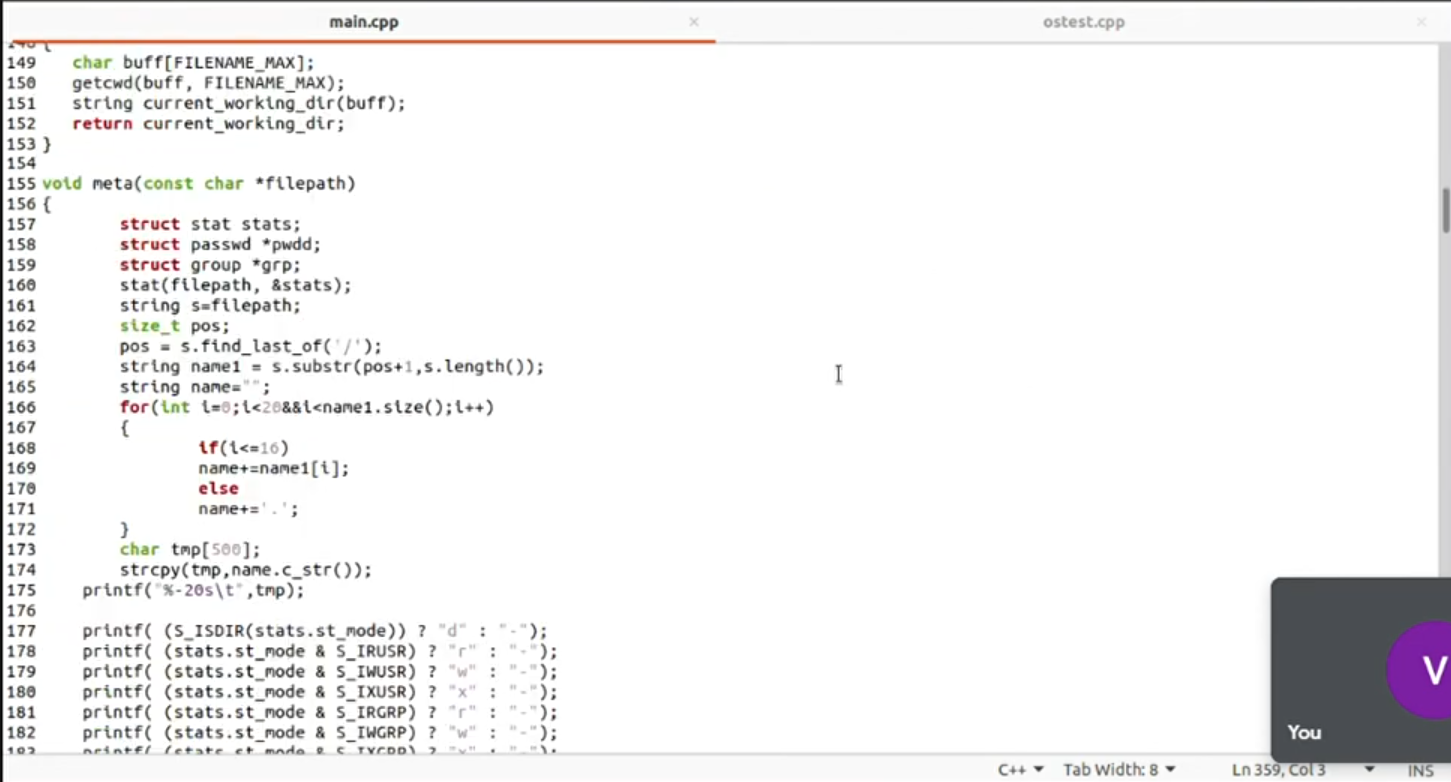 main.cpp × ostest.cpp ×
148 {
149 char buff[FILENAME_MAX];
150 getcwd(buff, FILENAME_MAX);
151 string current_working_dir(buff);
152 return current_working_dir;
153 }
154
155 void meta(const char *filepath)
156 {
157 struct stat stats;
158 struct passwd *pwdd;
159 struct group *grp;
160 stat(filepath, &stats);
161 string s=filepath;
162 size_t pos;
163 pos = s.find_last_of('/');
164 string name1 = s.substr(pos+1,s.length());
165 string name="";
166 for(int i=0;i<20&&i<name1.size();i++)
167 {
168 if(i<=16)
169 name+=name1[i];
170 else
171 name+='.';
172 }
173 char tmp[500];
174 strcpy(tmp,name.c_str());
175 printf("%-20s\t",tmp);
176
177 printf( (S_ISDIR(stats.st_mode)) ? "d" : "-");
178 printf( (stats.st_mode & S_IRUSR) ? "r" : "-");
179 printf( (stats.st_mode & S_IWUSR) ? "w" : "-");
180 printf( (stats.st_mode & S_IXUSR) ? "x" : "-");
181 printf( (stats.st_mode & S_IRGRP) ? "r" : "-");
182 printf( (stats.st_mode & S_IWGRP) ? "w" : "-");
183 printf( (stats.st_mode & S_IXGRP) ? "x" : "-");
V
You
C++ Tab Width: 8 Ln 359, Col 3 INS